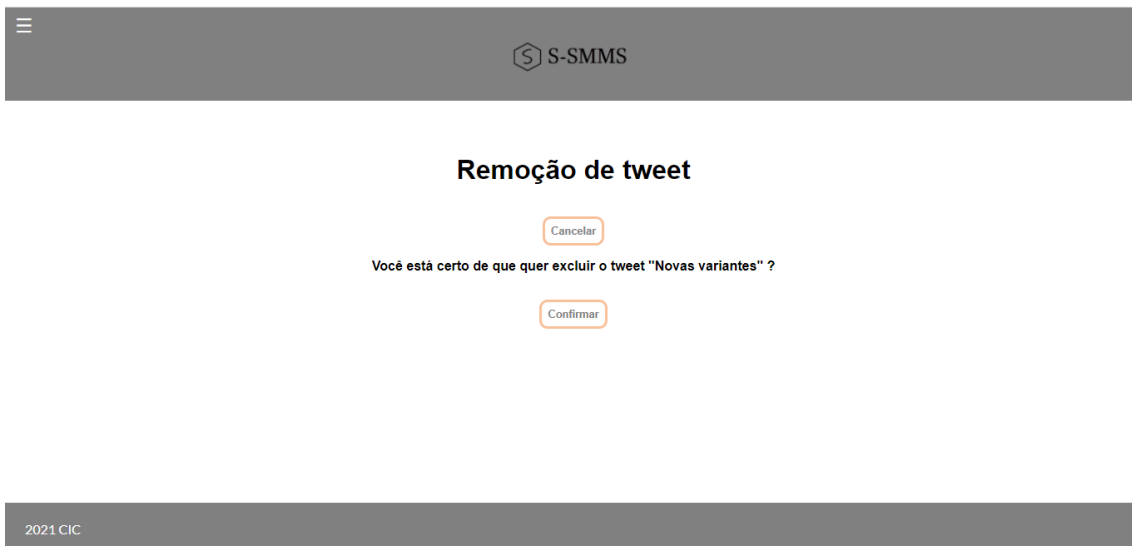 ☰
S-SMMS
Remoção de tweet
Cancelar
Você está certo de que quer excluir o tweet "Novas variantes" ?
Confirmar
2021 CIC